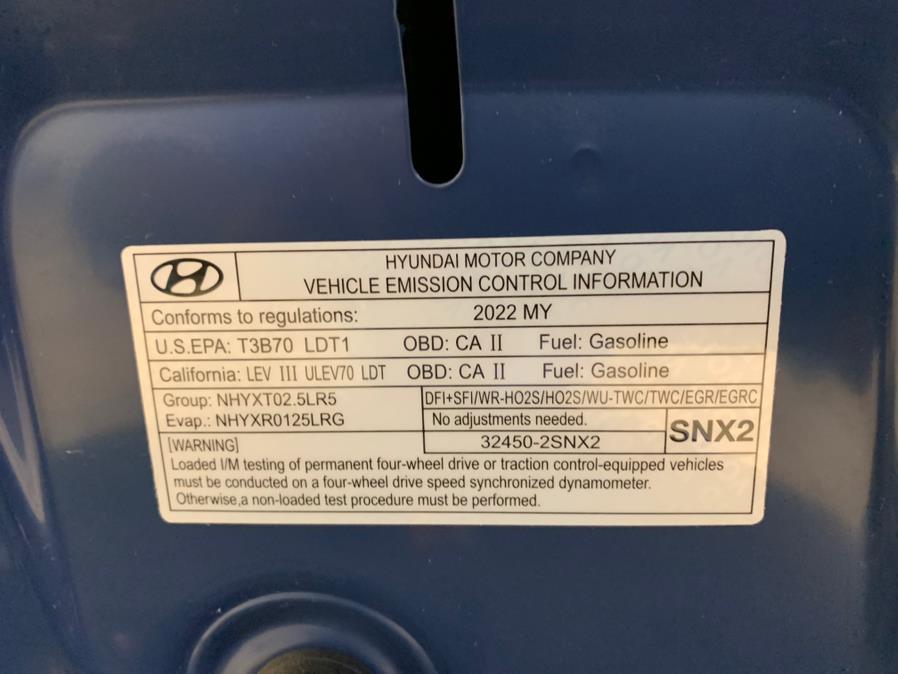 HYUNDAI MOTOR COMPANY
VEHICLE EMISSION CONTROL INFORMATION
Conforms to regulations: 2022 MY
U.S.EPA: T3B70 LDT1 OBD: CA II Fuel: Gasoline
California: LEV III ULEV70 LDT OBD: CA II Fuel: Gasoline
Group: NHYXT02.5LR5 DFI+SFI/WR-HO2S/HO2S/WU-TWC/TWC/EGR/EGRC
Evap.: NHYXR0125LRG No adjustments needed. SNX2
[WARNING] 32450-2SNX2
Loaded I/M testing of permanent four-wheel drive or traction control-equipped vehicles
must be conducted on a four-wheel drive speed synchronized dynamometer.
Otherwise,a non-loaded test procedure must be performed.